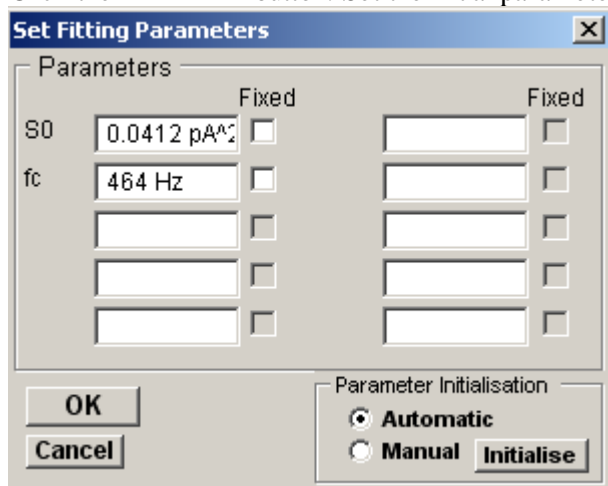 Set Fitting Parameters
Parameters
Fixed Fixed
S0 0.0412 pA^2
fc 464 Hz
OK
Cancel
Parameter Initialisation
Automatic
Manual Initialise